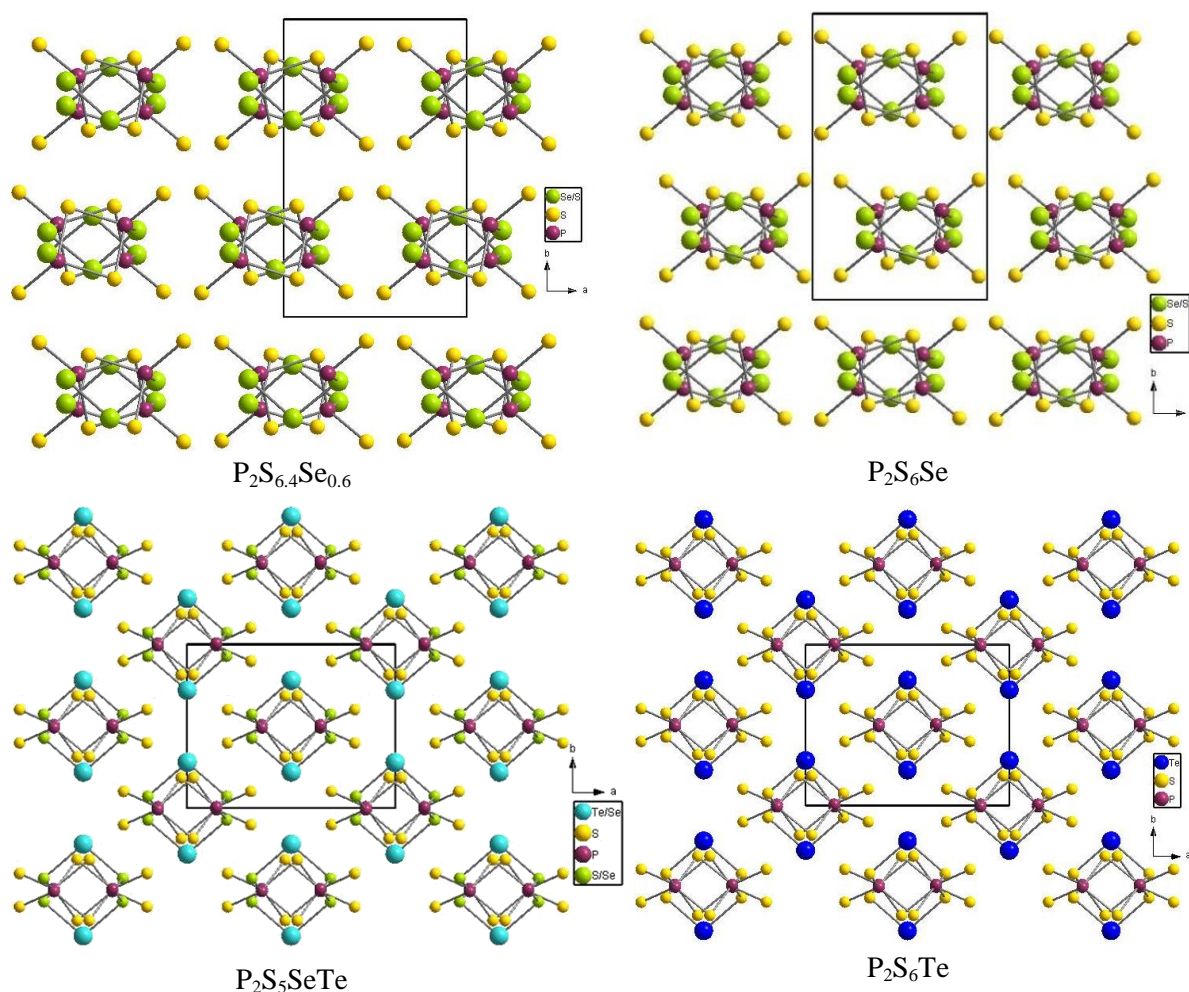 Se/S
S
P
b
a
P₂S₆.₄Se₀.₆
Se/S
S
P
b
P₂S₆Se
b
a
Te/Se
S
P
S/Se
P₂S₅SeTe
Te
S
P
b
a
P₂S₆Te